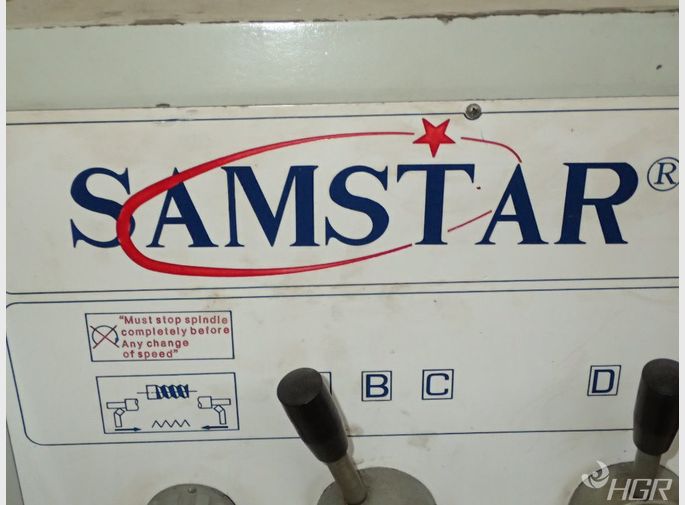 SAMSTAR®
"Must stop spindle
completely before
Any change
of speed"
B C D
HGR